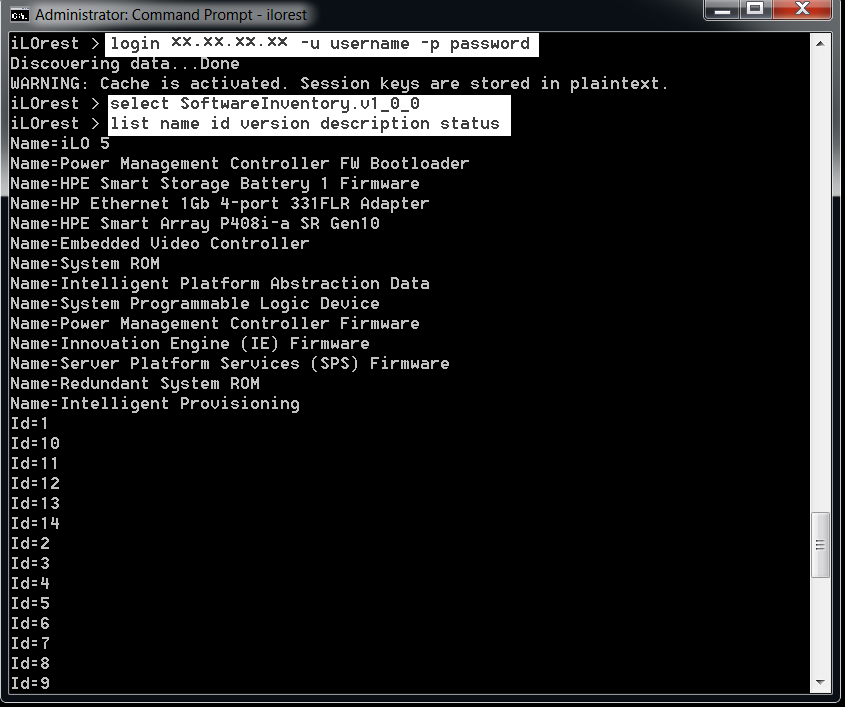 Administrator: Command Prompt - ilorest
iLOrest > login xx.xx.xx.xx -u username -p password
Discovering data...Done
WARNING: Cache is activated. Session keys are stored in plaintext.
iLOrest > select SoftwareInventory.v1_0_0
iLOrest > list name id version description status
Name=iLO 5
Name=Power Management Controller FW Bootloader
Name=HPE Smart Storage Battery 1 Firmware
Name=HP Ethernet 1Gb 4-port 331FLR Adapter
Name=HPE Smart Array P408i-a SR Gen10
Name=Embedded Video Controller
Name=System ROM
Name=Intelligent Platform Abstraction Data
Name=System Programmable Logic Device
Name=Power Management Controller Firmware
Name=Innovation Engine (IE) Firmware
Name=Server Platform Services (SPS) Firmware
Name=Redundant System ROM
Name=Intelligent Provisioning
Id=1
Id=10
Id=11
Id=12
Id=13
Id=14
Id=2
Id=3
Id=4
Id=5
Id=6
Id=7
Id=8
Id=9